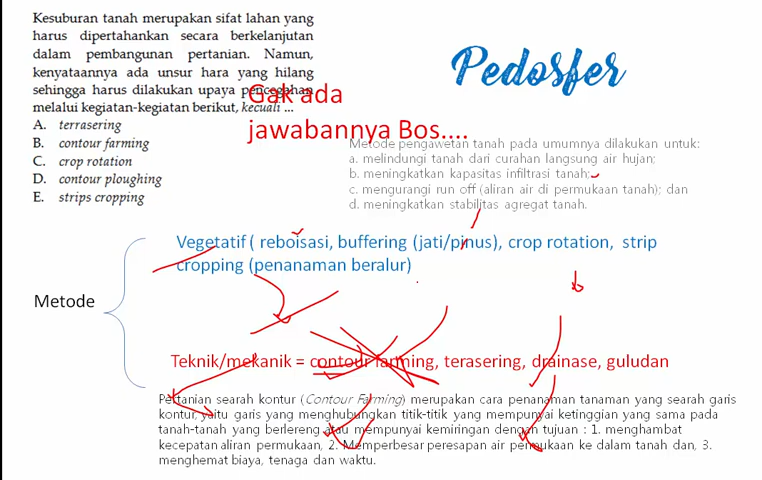 Kesuburan tanah merupakan sifat lahan yang
harus dipertahankan secara berkelanjutan
dalam pembangunan pertanian. Namun,
kenyataannya ada unsur hara yang hilang
sehingga harus dilakukan upaya pencegahan
melalui kegiatan-kegiatan berikut, kecuali ...
A. terrasering
B. contour farming
C. crop rotation
D. contour ploughing
E. strips cropping
Gak ada
jawabannya Bos....
Pedosfer
Metode pengawetan tanah pada umumnya dilakukan untuk:
a. melindungi tanah dari curahan langsung air hujan;
b. meningkatkan kapasitas infiltrasi tanah;
c. mengurangi run off (aliran air di permukaan tanah); dan
d. meningkatkan stabilitas agregat tanah.
Metode
Vegetatif ( reboisasi, buffering (jati/pinus), crop rotation, strip
cropping (penanaman beralur)
b
Teknik/mekanik = contour farming, terasering, drainase, guludan
Pertanian searah kontur (Contour Farming) merupakan cara penanaman tanaman yang searah garis
kontur, yaitu garis yang menghubungkan titik-titik yang mempunyai ketinggian yang sama pada
tanah-tanah yang berlereng atau mempunyai kemiringan dengan tujuan : 1. menghambat
kecepatan aliran permukaan, 2. Memperbesar peresapan air permukaan ke dalam tanah dan, 3.
menghemat biaya, tenaga dan waktu.